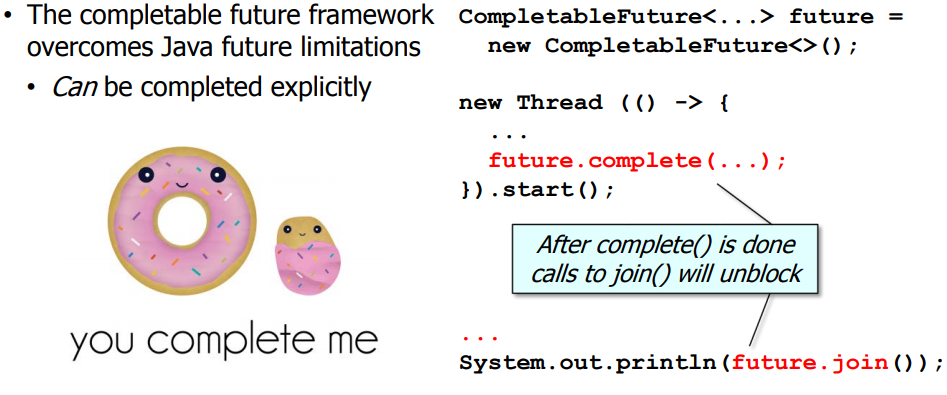 • The completable future framework
overcomes Java future limitations
• Can be completed explicitly
you complete me
CompletableFuture<...> future =
new CompletableFuture<>();
new Thread (() -> {
...
future.complete(...);
}).start();
After complete() is done
calls to join() will unblock
...
System.out.println(future.join());